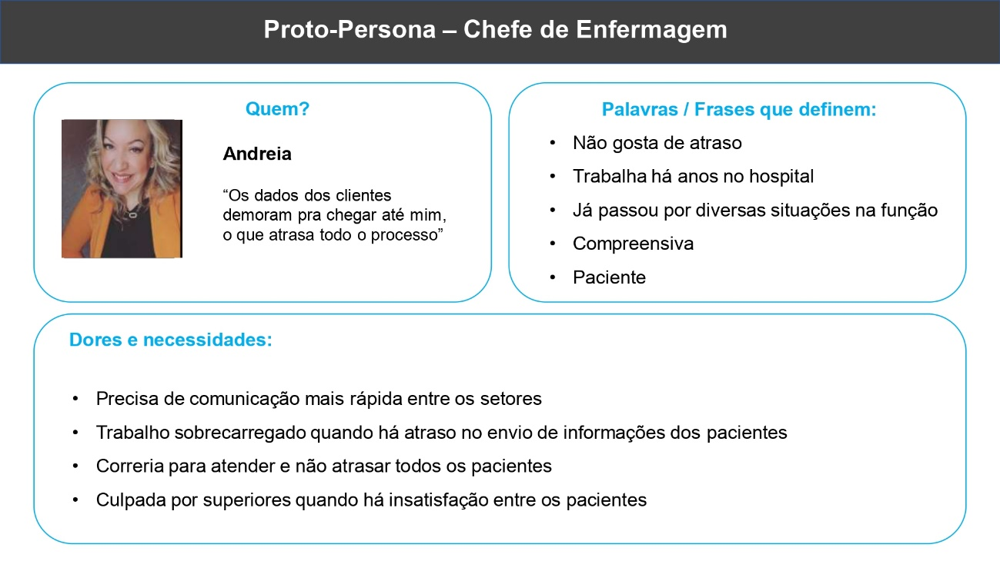 Proto-Persona – Chefe de Enfermagem
Quem?
Andreia
“Os dados dos clientes
demoram pra chegar até mim,
o que atrasa todo o processo”
Palavras / Frases que definem:
• Não gosta de atraso
• Trabalha há anos no hospital
• Já passou por diversas situações na função
• Compreensiva
• Paciente
Dores e necessidades:
• Precisa de comunicação mais rápida entre os setores
• Trabalho sobrecarregado quando há atraso no envio de informações dos pacientes
• Correria para atender e não atrasar todos os pacientes
• Culpada por superiores quando há insatisfação entre os pacientes